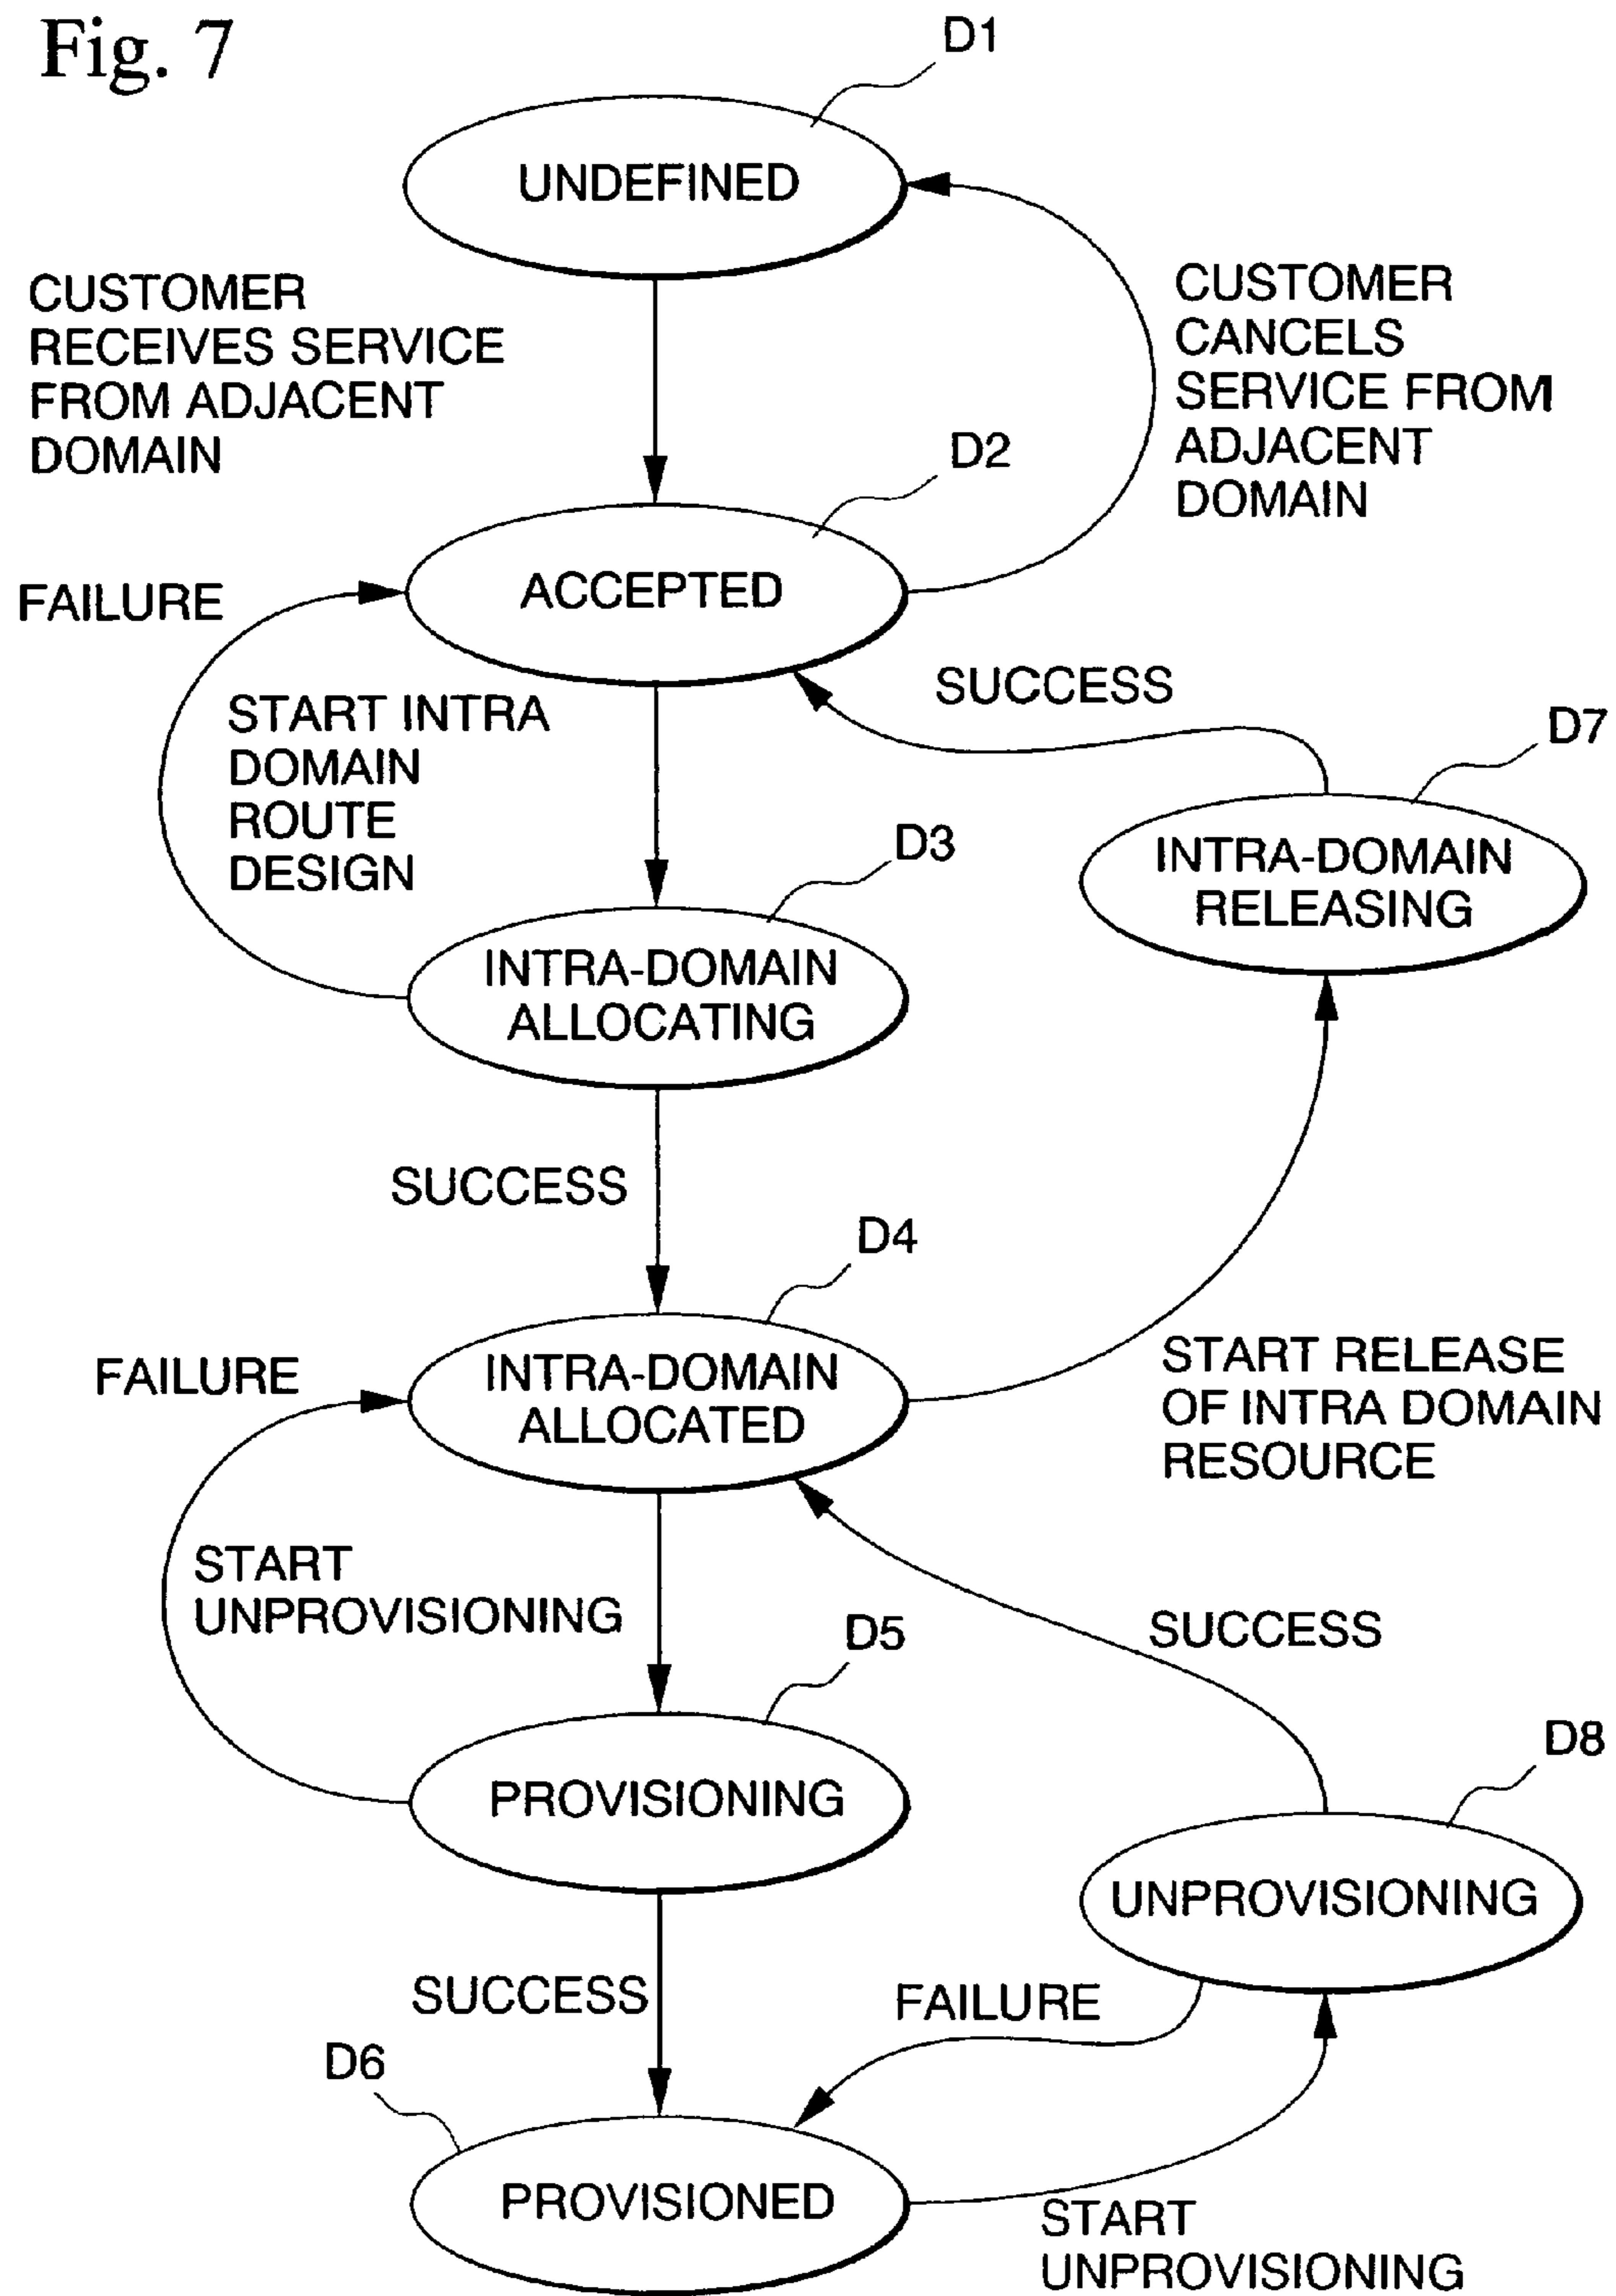 Fig. 7
D1
UNDEFINED
CUSTOMER
RECEIVES SERVICE
FROM ADJACENT
DOMAIN
CUSTOMER
CANCELS
SERVICE FROM
ADJACENT
DOMAIN
D2
ACCEPTED
FAILURE
START INTRA
DOMAIN
ROUTE
DESIGN
SUCCESS
D7
INTRA-DOMAIN
RELEASING
D3
INTRA-DOMAIN
ALLOCATING
SUCCESS
D4
INTRA-DOMAIN
ALLOCATED
FAILURE
START RELEASE
OF INTRA DOMAIN
RESOURCE
START
UNPROVISIONING
SUCCESS
D5
PROVISIONING
D8
UNPROVISIONING
SUCCESS
FAILURE
D6
PROVISIONED
START
UNPROVISIONING